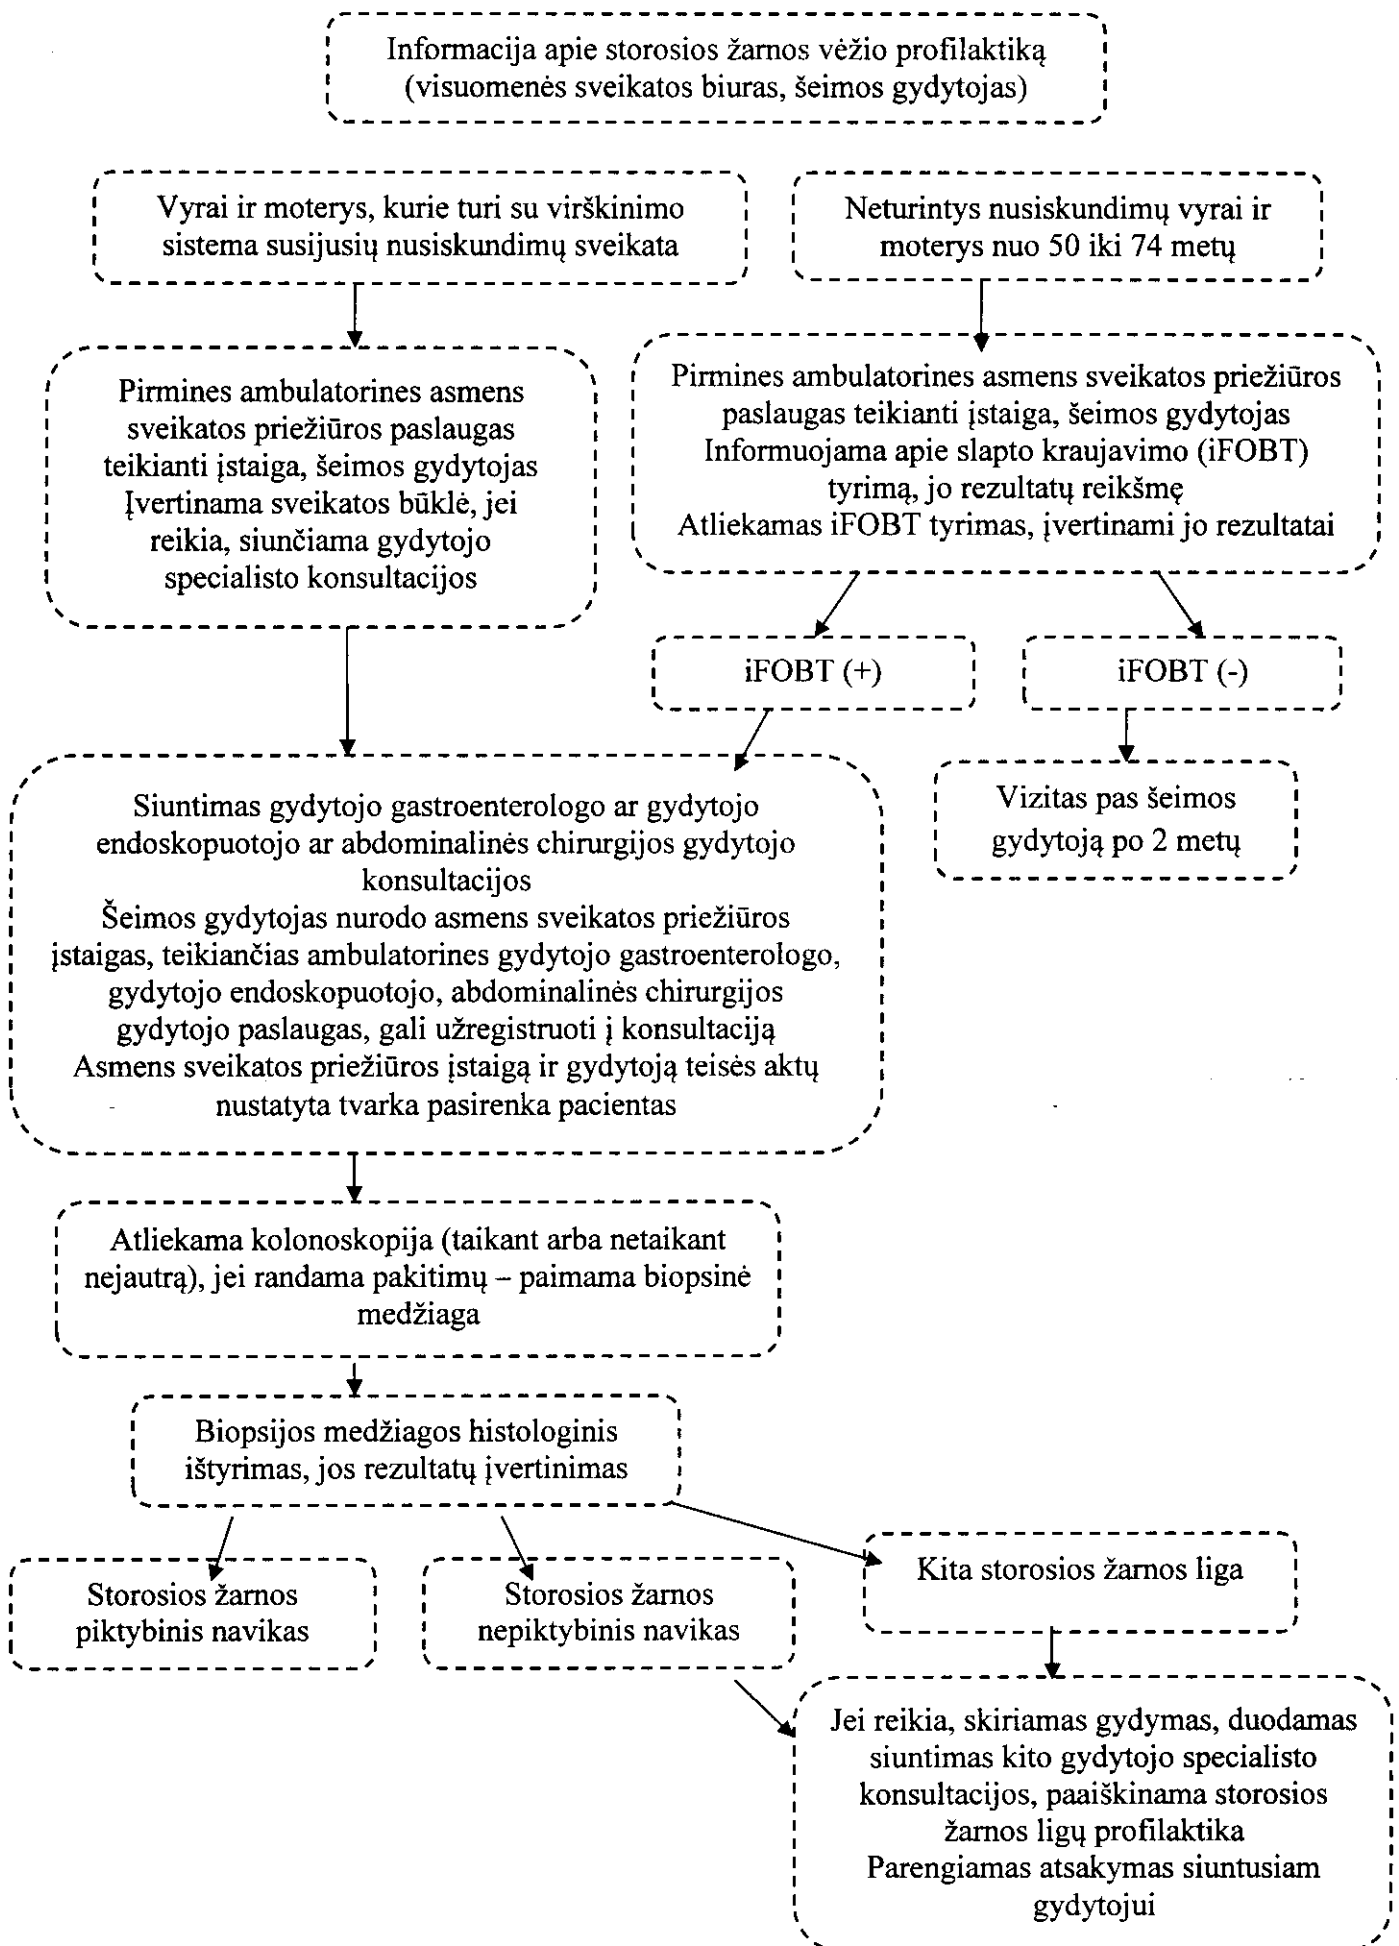 Informacija apie storosios žarnos vėžio profilaktiką
(visuomenės sveikatos biuras, šeimos gydytojas)
Vyrai ir moterys, kurie turi su virškinimo
sistema susijusių nusiskundimų sveikata
Neturintys nusiskundimų vyrai ir
moterys nuo 50 iki 74 metų
Pirmines ambulatorines asmens
sveikatos priežiūros paslaugas
teikianti įstaiga, šeimos gydytojas
Įvertinama sveikatos būklė, jei
reikia, siunčiama gydytojo
specialisto konsultacijos
Pirmines ambulatorines asmens sveikatos priežiūros
paslaugas teikianti įstaiga, šeimos gydytojas
Informuojama apie slapto kraujavimo (iFOBT)
tyrimą, jo rezultatų reikšmę
Atliekamas iFOBT tyrimas, įvertinami jo rezultatai
iFOBT (+)
iFOBT (-)
Siuntimas gydytojo gastroenterologo ar gydytojo
endoskopuotojo ar abdominalinės chirurgijos gydytojo
konsultacijos
Šeimos gydytojas nurodo asmens sveikatos priežiūros
įstaigas, teikiančias ambulatorines gydytojo gastroenterologo,
gydytojo endoskopuotojo, abdominalinės chirurgijos
gydytojo paslaugas, gali užregistruoti į konsultaciją
Asmens sveikatos priežiūros įstaigą ir gydytoją teisės aktų
nustatyta tvarka pasirenka pacientas
Vizitas pas šeimos
gydytoją po 2 metų
Atliekama kolonoskopija (taikant arba netaikant
nejautrą), jei randama pakitimų – paimama biopsinė
medžiaga
Biopsijos medžiagos histologinis
ištyrimas, jos rezultatų įvertinimas
Storosios žarnos
piktybinis navikas
Storosios žarnos
nepiktybinis navikas
Kita storosios žarnos liga
Jei reikia, skiriamas gydymas, duodamas
siuntimas kito gydytojo specialisto
konsultacijos, paaiškinama storosios
žarnos ligų profilaktika
Parengiamas atsakymas siuntusiam
gydytojui